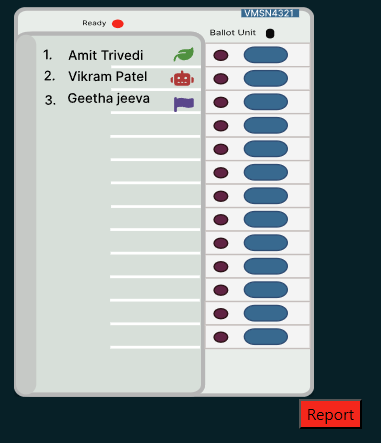 VMSN4321
Ready
Ballot Unit
1. Amit Trivedi
2. Vikram Patel
3. Geetha jeeva
Report